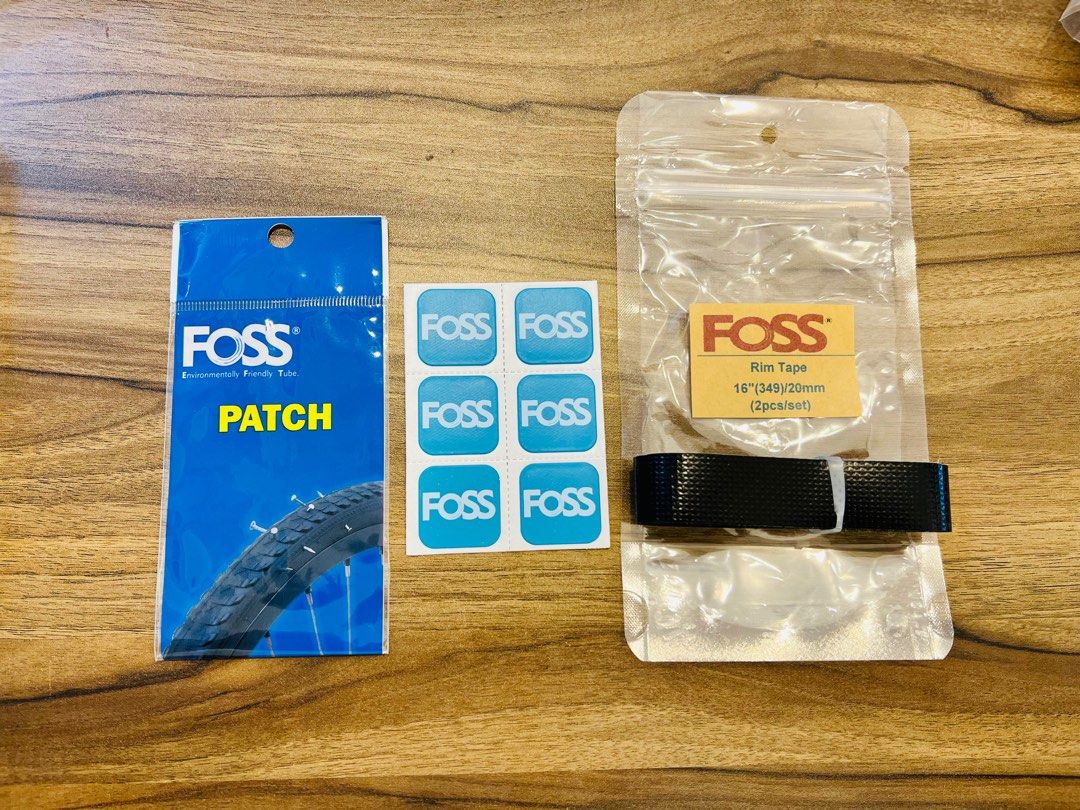 FOSS®
Environmentally Friendly Tube.
PATCH
FOSS FOSS
FOSS FOSS
FOSS FOSS
FOSS®
Rim Tape
16"(349)/20mm
(2pcs/set)